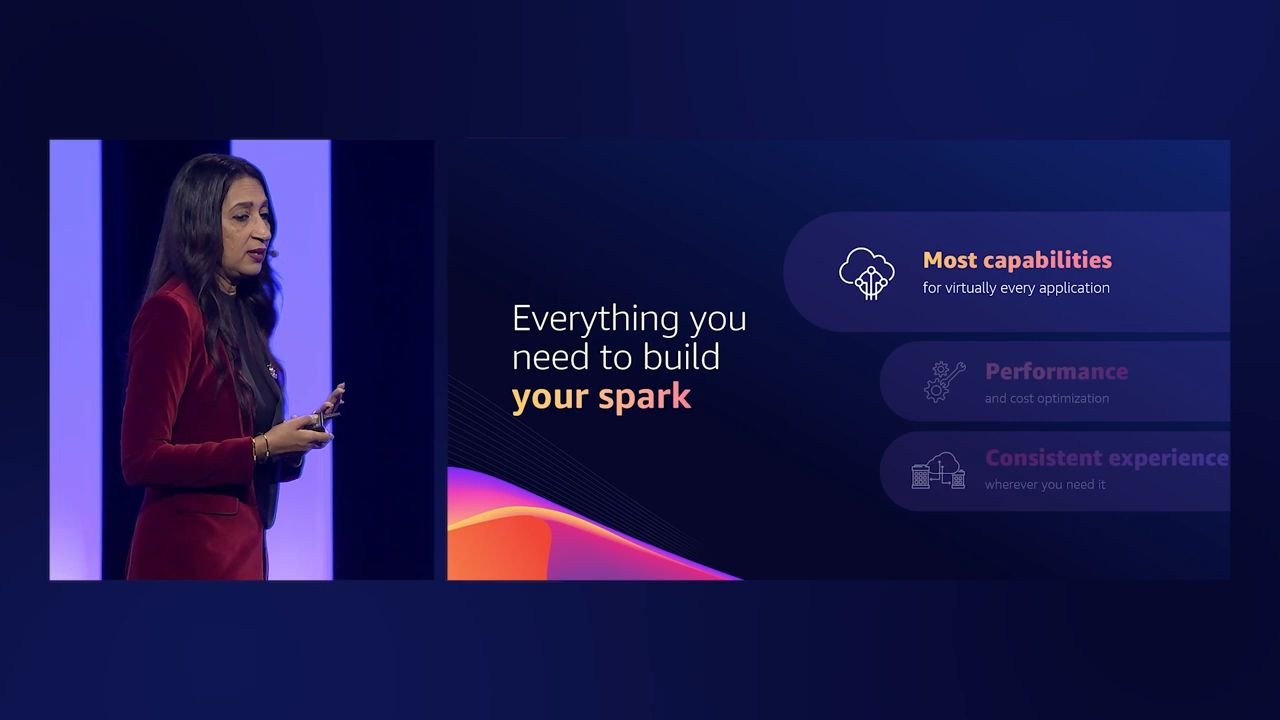 Everything you
need to build
your spark
Most capabilities
for virtually every application
Performance
and cost optimization
Consistent experience
wherever you need it